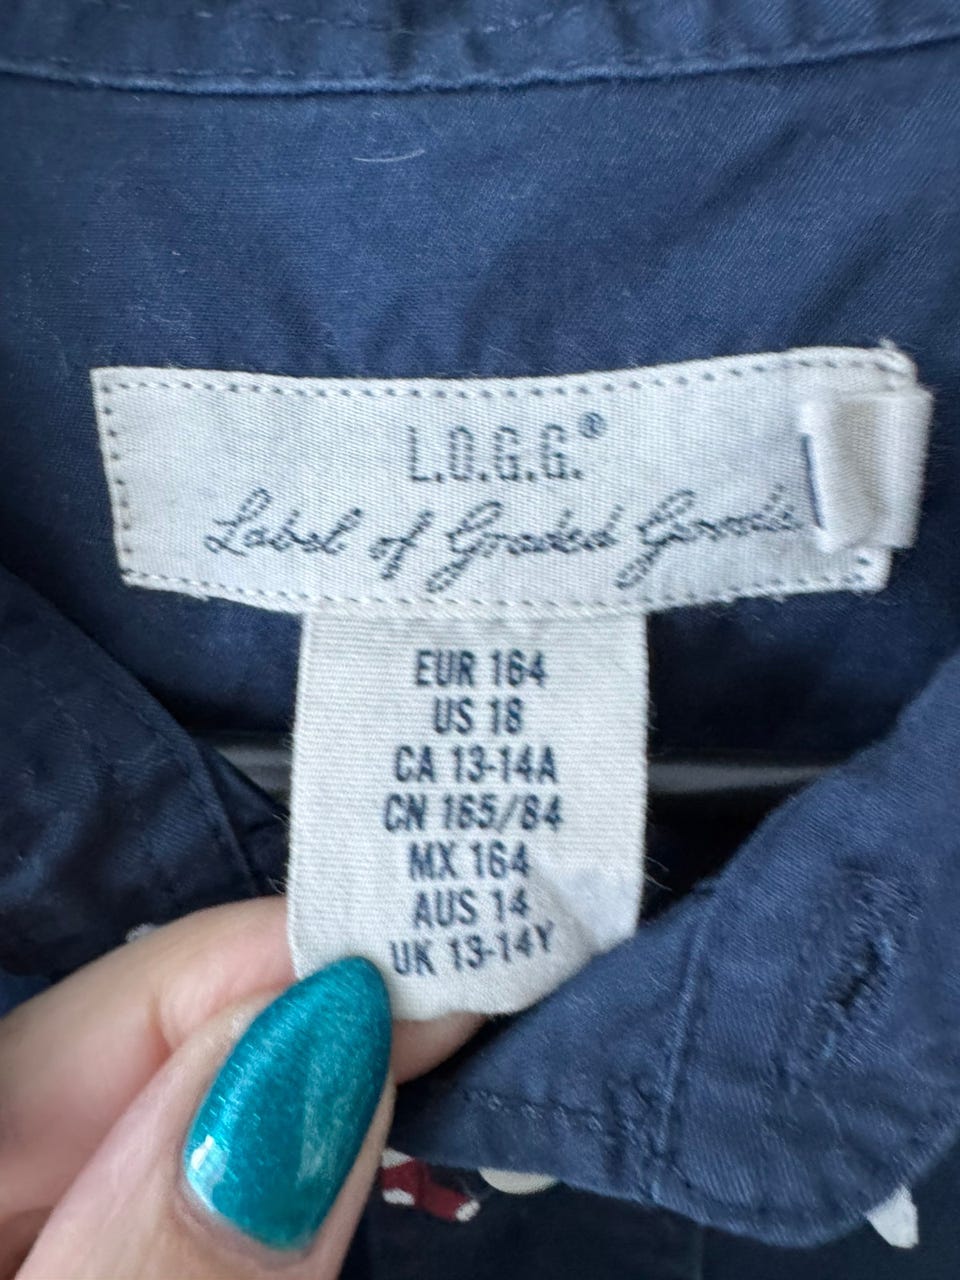 L.O.G.G.®
Label of Graded Goods
EUR 164
US 18
CA 13-14A
CN 165/84
MX 164
AUS 14
UK 13-14Y